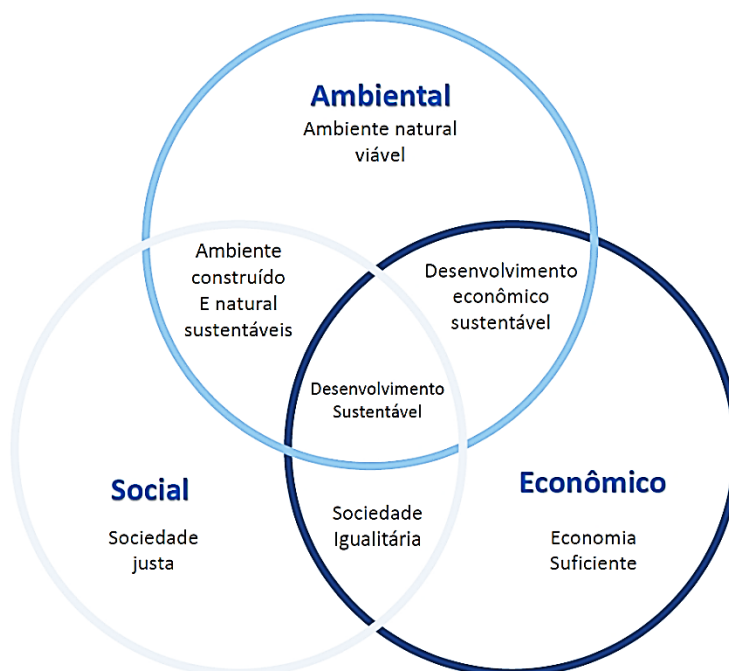 Ambiental
Ambiente natural
viável
Ambiente
construído
E natural
sustentáveis
Desenvolvimento
econômico
sustentável
Desenvolvimento
Sustentável
Social
Sociedade
justa
Sociedade
Igualitária
Econômico
Economia
Suficiente